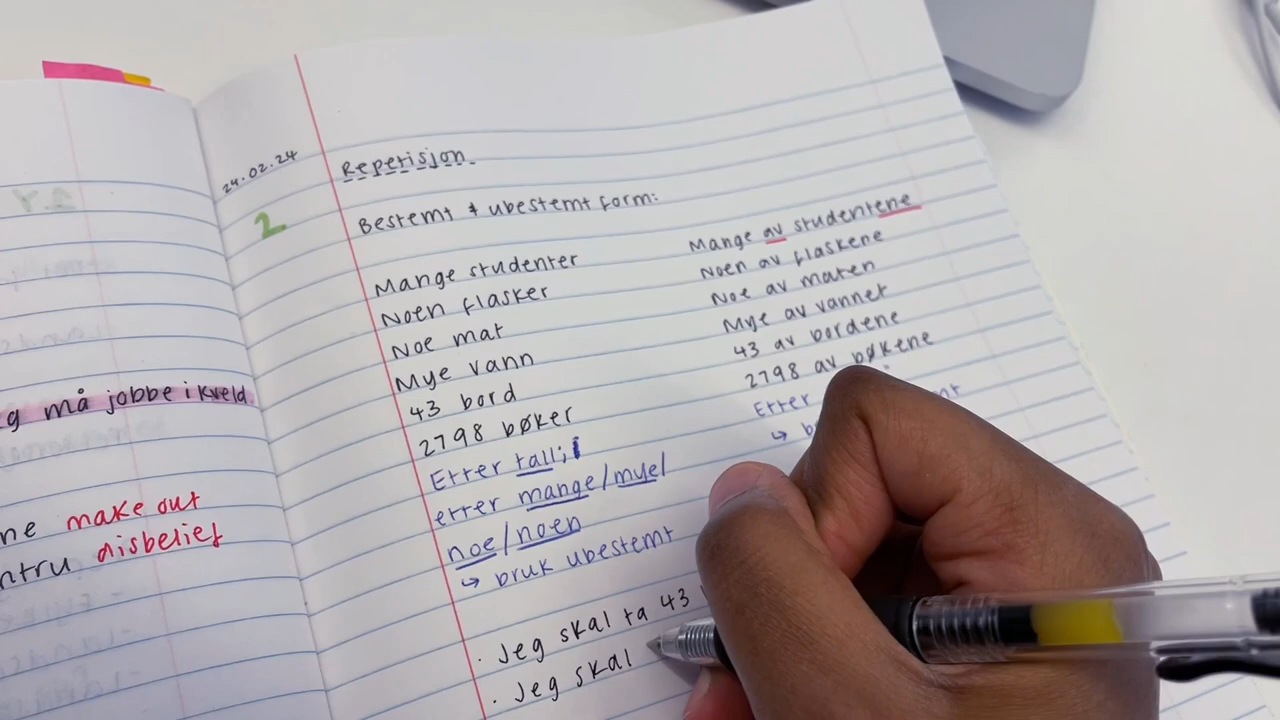 24.02.24
Repetisjon.
2
Bestemt & ubestemt form:
Mange studenter
Noen flasker
Noe mat
Mye vann
43 bord
2798 bøker
Etter tall;
etter mange/mye/
noe/noen
↳ bruk ubestemt
· Jeg skal ta 43
· Jeg skal
Mange av studentene
Noen av flaskene
Noe av maten
Mye av vannet
43 av bordene
2798 av bøkene
Etter
↳
g må jobbe i kveld
ne make out
ntru disbelief